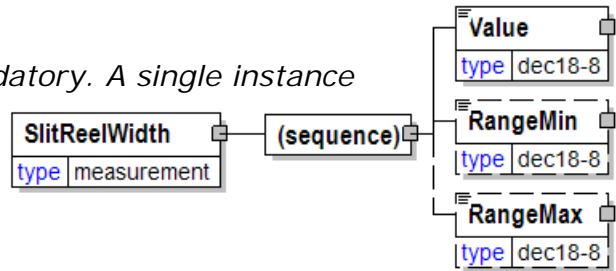 Value
type dec18-8
datory. A single instance
SlitReelWidth
type measurement
(sequence)
RangeMin
type dec18-8
RangeMax
type dec18-8